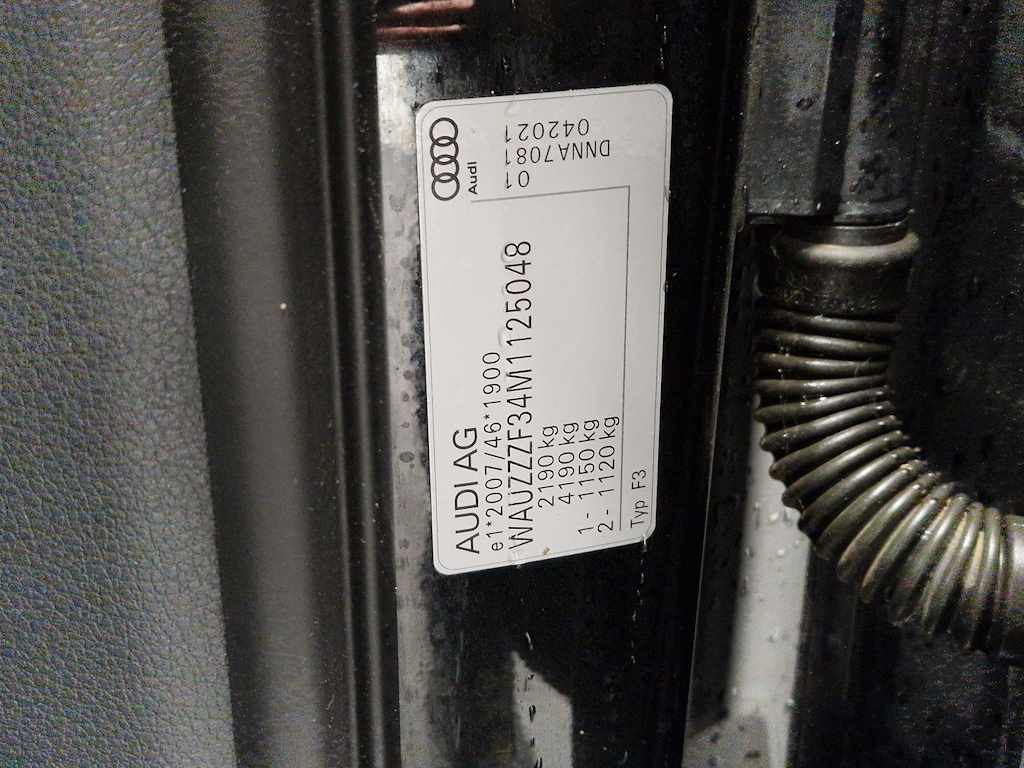 AUDI AG
e1*2007/46*1900
WAUZZZF34M1125048
2190 kg
4190 kg
1- 1150 kg
2- 1120 kg
Typ F3
Audi
01
DNNA7081
042021